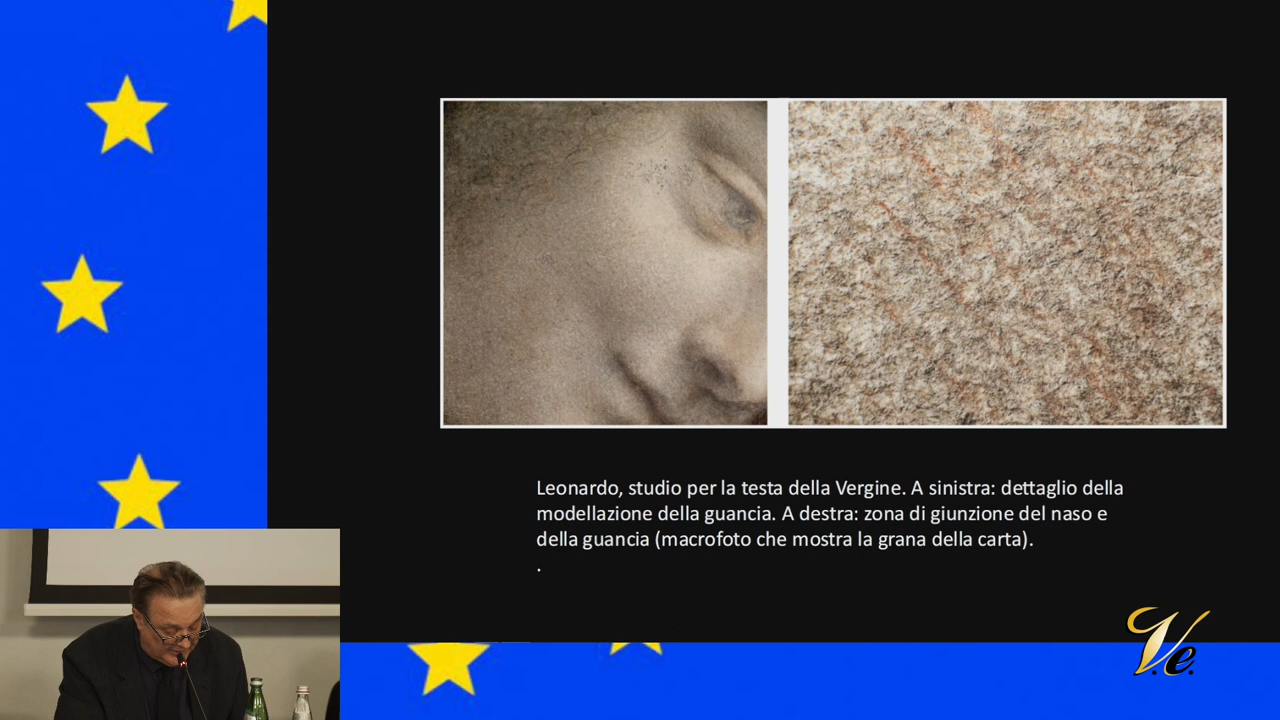 Leonardo, studio per la testa della Vergine. A sinistra: dettaglio della
modellazione della guancia. A destra: zona di giunzione del naso e
della guancia (macrofoto che mostra la grana della carta).
.
V.e.